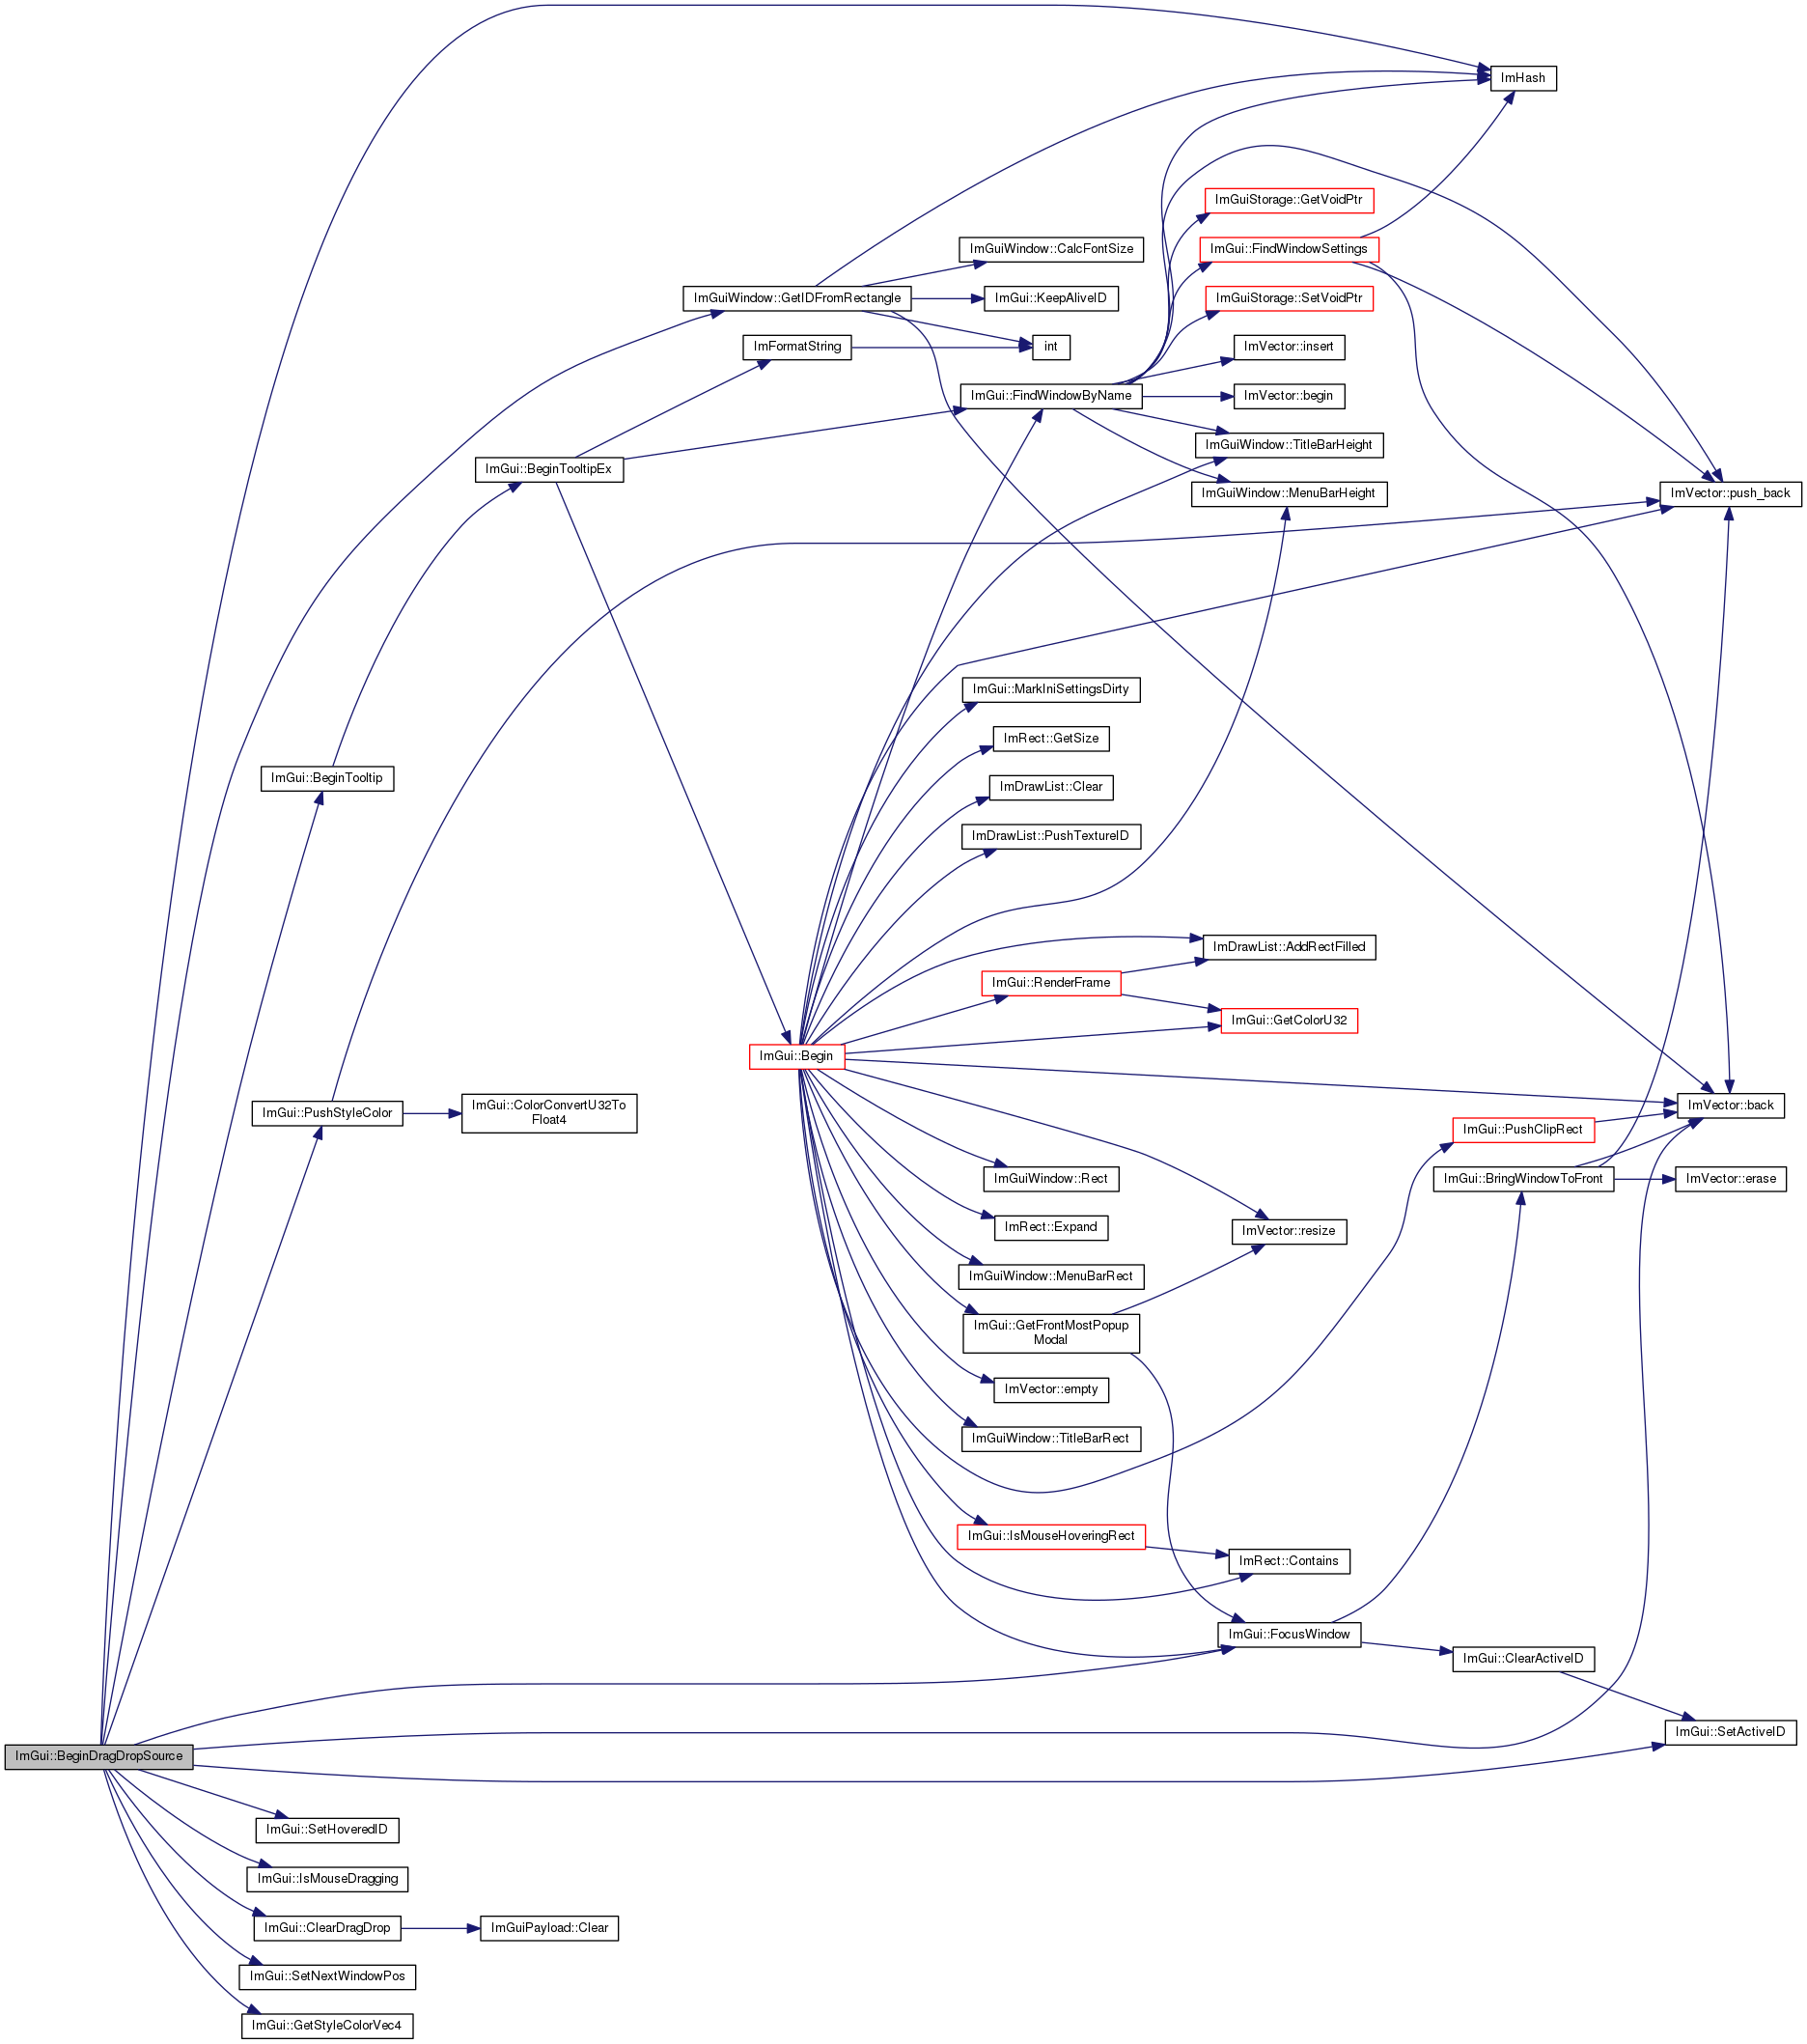 ImHash
ImGuiStorage::GetVoidPtr
ImGuiWindow::CalcFontSize
ImGui::FindWindowSettings
ImGuiWindow::GetIDFromRectangle
ImGui::KeepAliveID
ImGuiStorage::SetVoidPtr
ImFormatString
int
ImVector::insert
ImGui::FindWindowByName
ImVector::begin
ImGuiWindow::TitleBarHeight
ImGui::BeginTooltipEx
ImGuiWindow::MenuBarHeight
ImVector::push_back
ImGui::MarkIniSettingsDirty
ImRect::GetSize
ImGui::BeginTooltip
ImDrawList::Clear
ImDrawList::PushTextureID
ImDrawList::AddRectFilled
ImGui::RenderFrame
ImGui::GetColorU32
ImGui::Begin
ImVector::back
ImGui::PushStyleColor
ImGui::ColorConvertU32To
Float4
ImGui::PushClipRect
ImGuiWindow::Rect
ImGui::BringWindowToFront
ImVector::erase
ImRect::Expand
ImVector::resize
ImGuiWindow::MenuBarRect
ImGui::GetFrontMostPopup
Modal
ImVector::empty
ImGuiWindow::TitleBarRect
ImGui::IsMouseHoveringRect
ImRect::Contains
ImGui::FocusWindow
ImGui::ClearActiveID
ImGui::SetActiveID
ImGui::BeginDragDropSource
ImGui::SetHoveredID
ImGui::IsMouseDragging
ImGui::ClearDragDrop
ImGuiPayload::Clear
ImGui::SetNextWindowPos
ImGui::GetStyleColorVec4